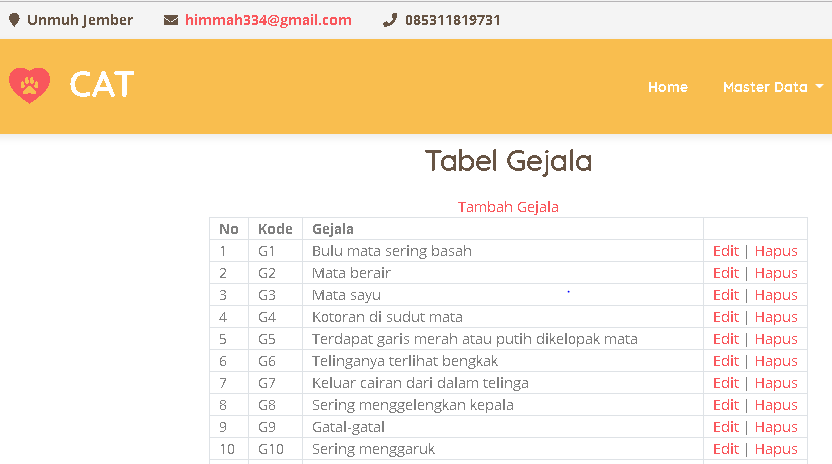 Unmuh Jember himmah334@gmail.com 085311819731
CAT Home Master Data
Tabel Gejala
Tambah Gejala
No Kode Gejala
1 G1 Bulu mata sering basah Edit | Hapus
2 G2 Mata berair Edit | Hapus
3 G3 Mata sayu Edit | Hapus
4 G4 Kotoran di sudut mata Edit | Hapus
5 G5 Terdapat garis merah atau putih dikelopak mata Edit | Hapus
6 G6 Telinganya terlihat bengkak Edit | Hapus
7 G7 Keluar cairan dari dalam telinga Edit | Hapus
8 G8 Sering menggelengkan kepala Edit | Hapus
9 G9 Gatal-gatal Edit | Hapus
10 G10 Sering menggaruk Edit | Hapus